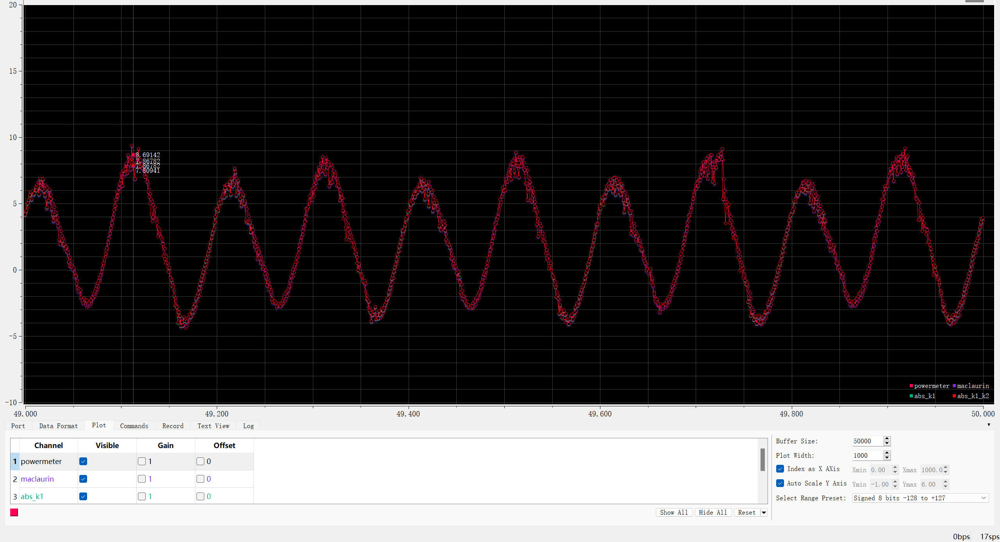 20
15
10
5
0
-5
-10
8.69142
7.86782
7.86782
7.80941
powermeter maclaurin
abs_k1 abs_k1_k2
49,000 49,200 49,400 49,600 49,800 50,000
Port Data Format Plot Commands Record Text View Log
Channel Visible Gain Offset
1 powermeter 1 0
2 maclaurin 1 0
3 abs_k1 1 0
Show All Hide All Reset
Buffer Size: 50000
Plot Width: 1000
Index as X AXis Xmin 0.00 Xmax 1000.0
Auto Scale Y Axis Ymin -1.00 Ymax 6.00
Select Range Preset: Signed 8 bits -128 to +127
0bps 17sps